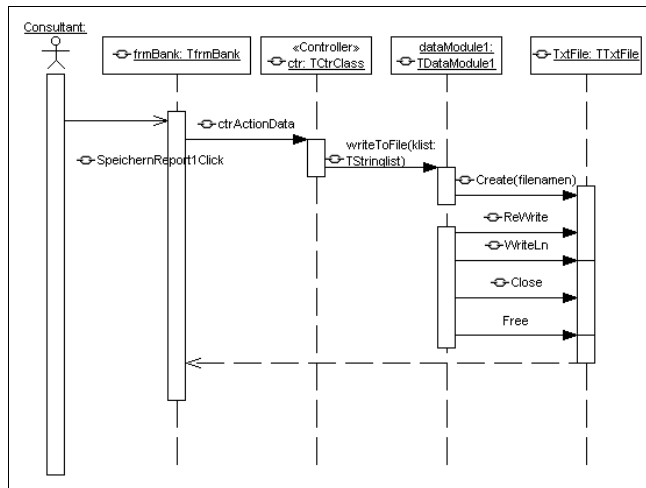 Consultant:
frmBank: TfrmBank
«Controller»
ctr: TCtrClass
dataModule1:
TDataModule1
TxtFile: TTxtFile
ctrActionData
writeToFile(klist:
TStringlist)
SpeichernReport1Click
Create(filenamen)
ReWrite
WriteLn
Close
Free